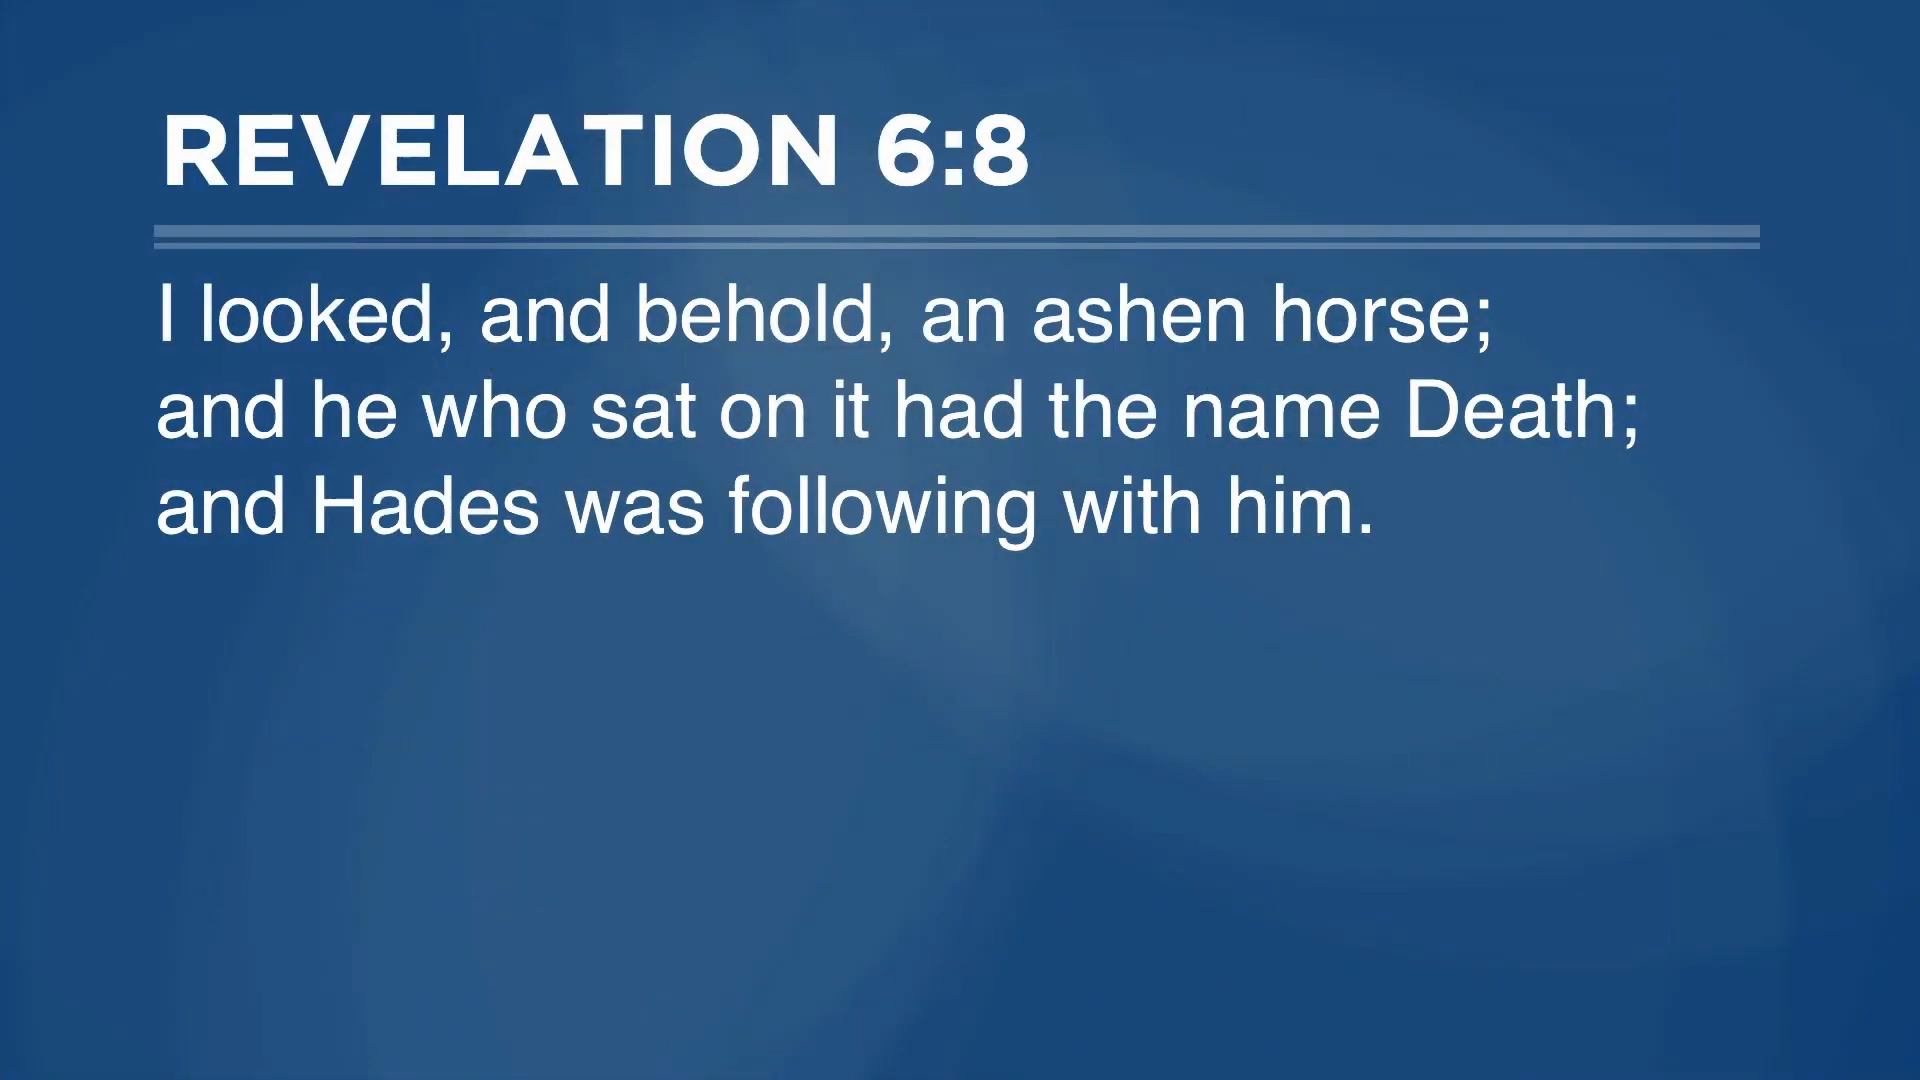 REVELATION 6:8
I looked, and behold, an ashen horse;
and he who sat on it had the name Death;
and Hades was following with him.